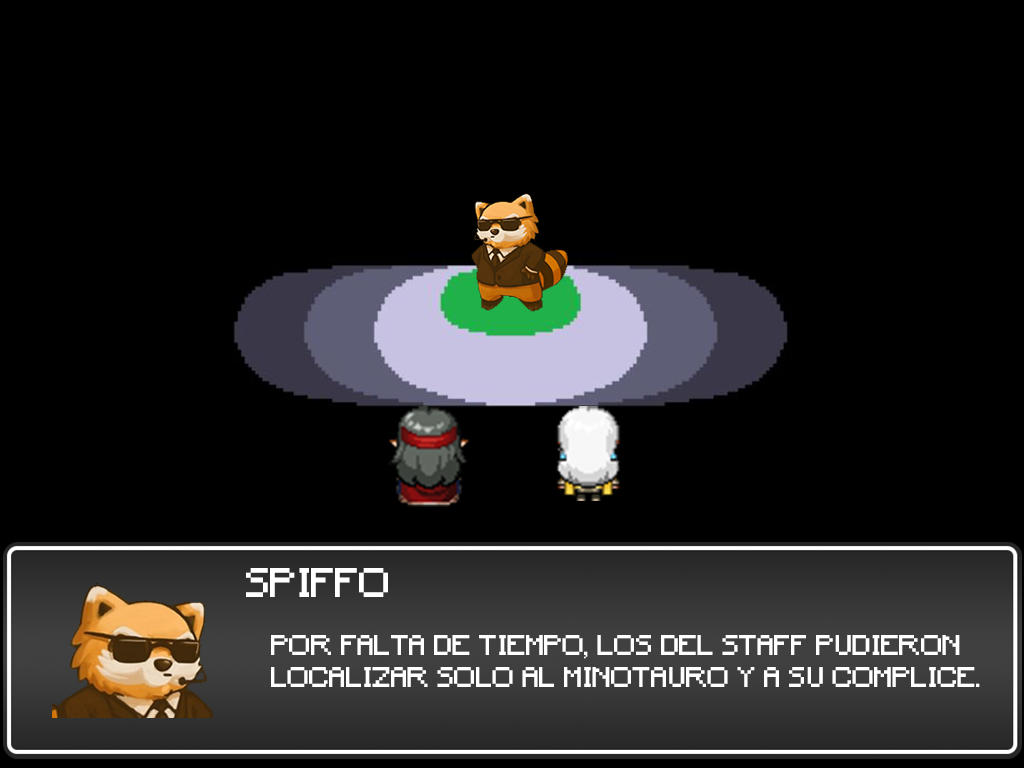 SPIFFO
POR FALTA DE TIEMPO, LOS DEL STAFF PUDIERON
LOCALIZAR SOLO AL MINOTAURO Y A SU COMPLICE.